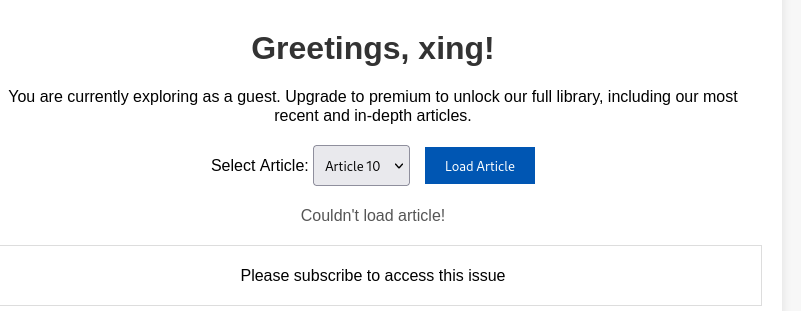 Greetings, xing!
You are currently exploring as a guest. Upgrade to premium to unlock our full library, including our most
recent and in-depth articles.
Select Article: Article 10 Load Article
Couldn't load article!
Please subscribe to access this issue